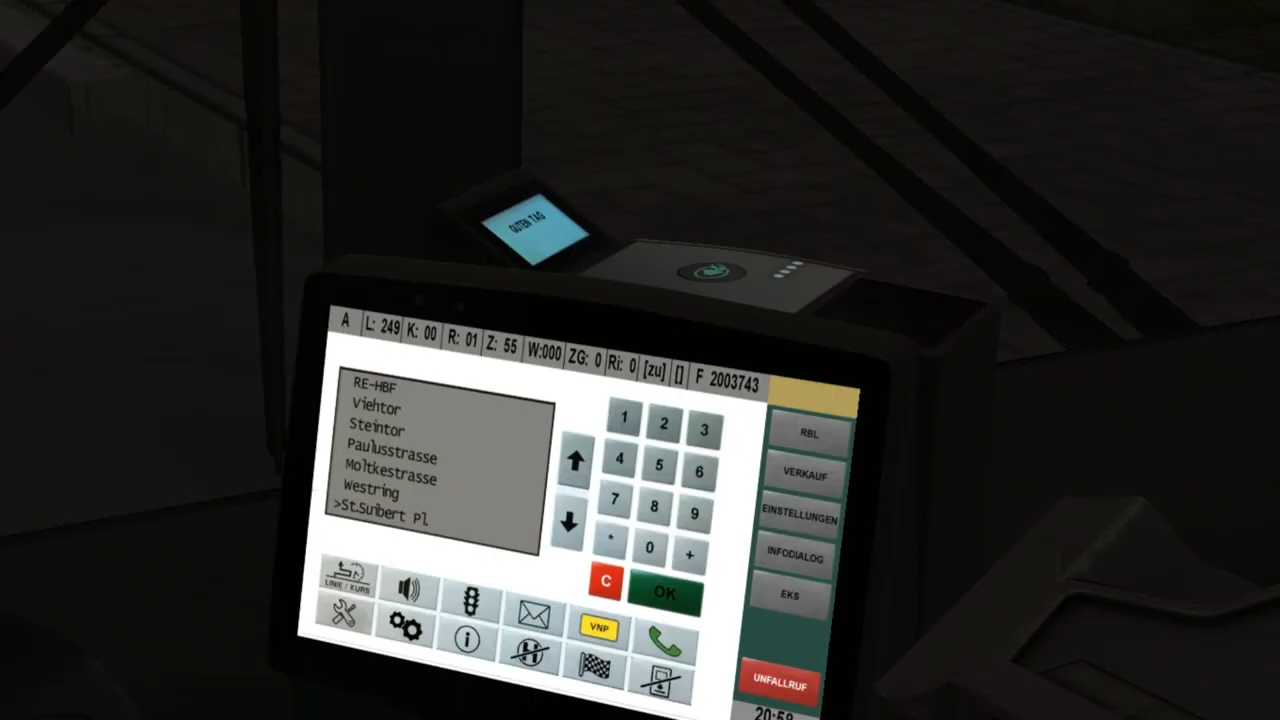 GUTEN TAG
A L: 249 K: 00 R: 01 Z: 55 W:000 ZG: 0 Ri: 0 [zu] [] F 2003743
RE-HBF
Viehtor
Steintor
Paulusstrasse
Moltkestrasse
Westring
>St.Suibert Pl
1 2 3
4 5 6
7 8 9
* 0 +
C OK
RBL
VERKAUF
EINSTELLUNGEN
INFODIALOG
EKS
LINIE / KURS
VNP
UNFALLRUF
20:58